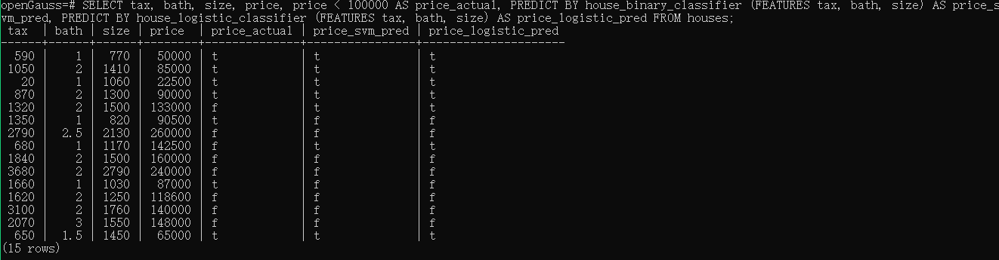 openGauss=# SELECT tax, bath, size, price, price < 100000 AS price_actual, PREDICT BY house_binary_classifier (FEATURES tax, bath, size) AS price_s
vm_pred, PREDICT BY house_logistic_classifier (FEATURES tax, bath, size) AS price_logistic_pred FROM houses;
 tax  | bath | size | price  | price_actual | price_svm_pred | price_logistic_pred
------+------+------+--------+--------------+----------------+---------------------
  590 |    1 |  770 |  50000 | t            | t              | t
 1050 |    2 | 1410 |  85000 | t            | t              | t
   20 |    1 | 1060 |  22500 | t            | t              | t
  870 |    2 | 1300 |  90000 | t            | t              | t
 1320 |    2 | 1500 | 133000 | f            | t              | t
 1350 |    1 |  820 |  90500 | t            | f              | f
 2790 |  2.5 | 2130 | 260000 | f            | f              | f
  680 |    1 | 1170 | 142500 | f            | t              | t
 1840 |    2 | 1500 | 160000 | f            | f              | f
 3680 |    2 | 2790 | 240000 | f            | f              | f
 1660 |    1 | 1030 |  87000 | t            | f              | f
 1620 |    2 | 1250 | 118600 | f            | f              | f
 3100 |    2 | 1760 | 140000 | f            | f              | f
 2070 |    3 | 1550 | 148000 | f            | f              | f
  650 |  1.5 | 1450 |  65000 | t            | t              | t
(15 rows)